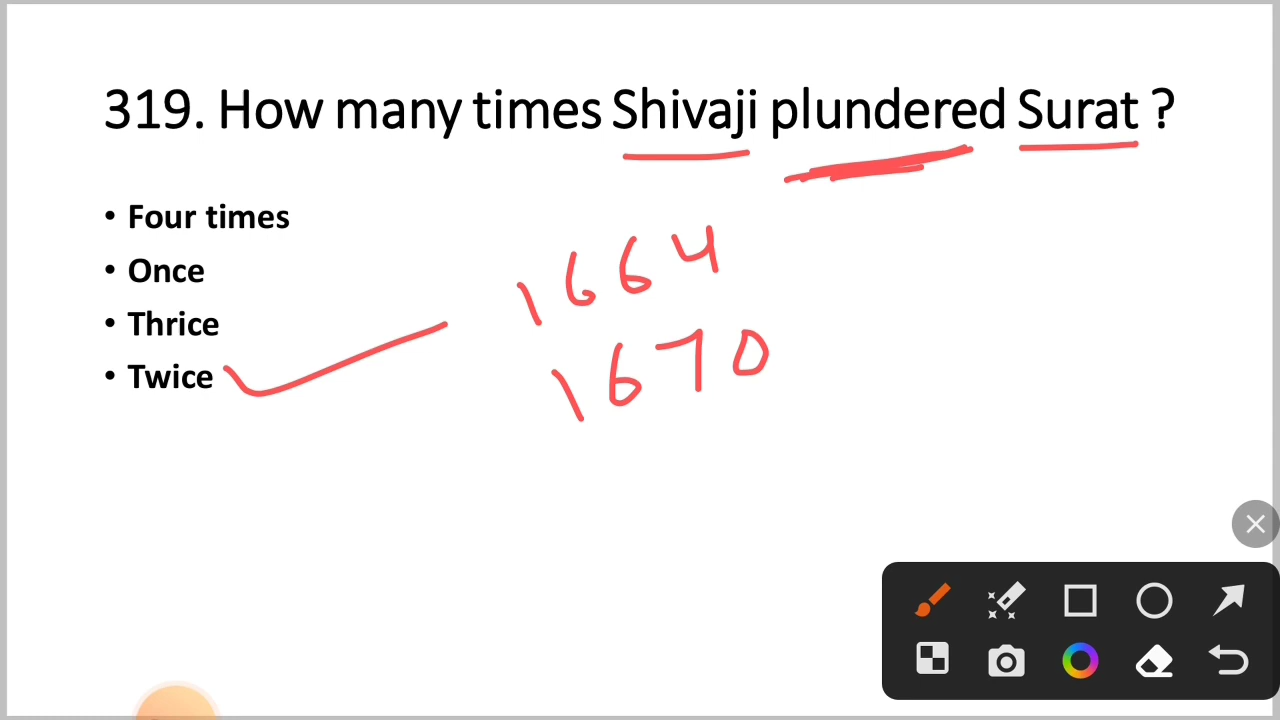 319. How many times Shivaji plundered Surat ?
• Four times
• Once
• Thrice
• Twice
1664
1670